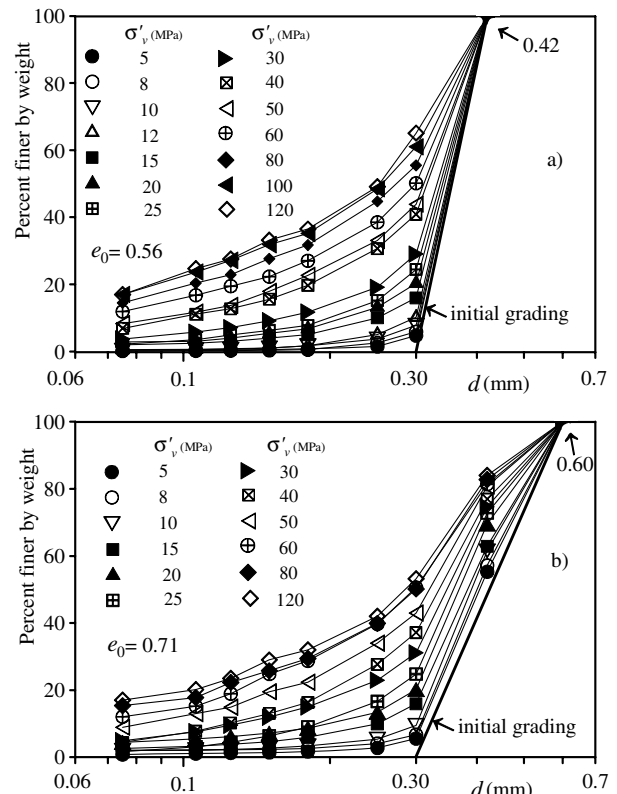 100
80
60
40
20
0
Percent finer by weight
σ′v (MPa) σ′v (MPa)
5 30
8 40
10 50
12 60
15 80
20 100
25 120
e0= 0.56
0.42
a)
initial grading
0.06 0.1 0.30 d (mm) 0.7
100
80
60
40
20
0
Percent finer by weight
σ′v (MPa) σ′v (MPa)
5 30
8 40
10 50
15 60
20 80
25 120
e0= 0.71
0.60
b)
initial grading
0.06 0.1 0.30 d (mm) 0.7